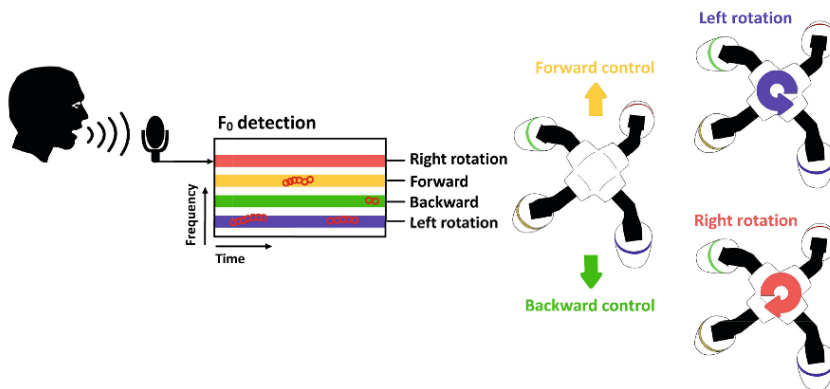 F₀ detection
Right rotation
Forward
Backward
Left rotation
Frequency
Time
Forward control
Backward control
Left rotation
Right rotation